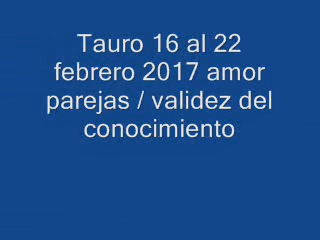 Tauro 16 al 22
febrero 2017 amor
parejas / validez del
conocimiento